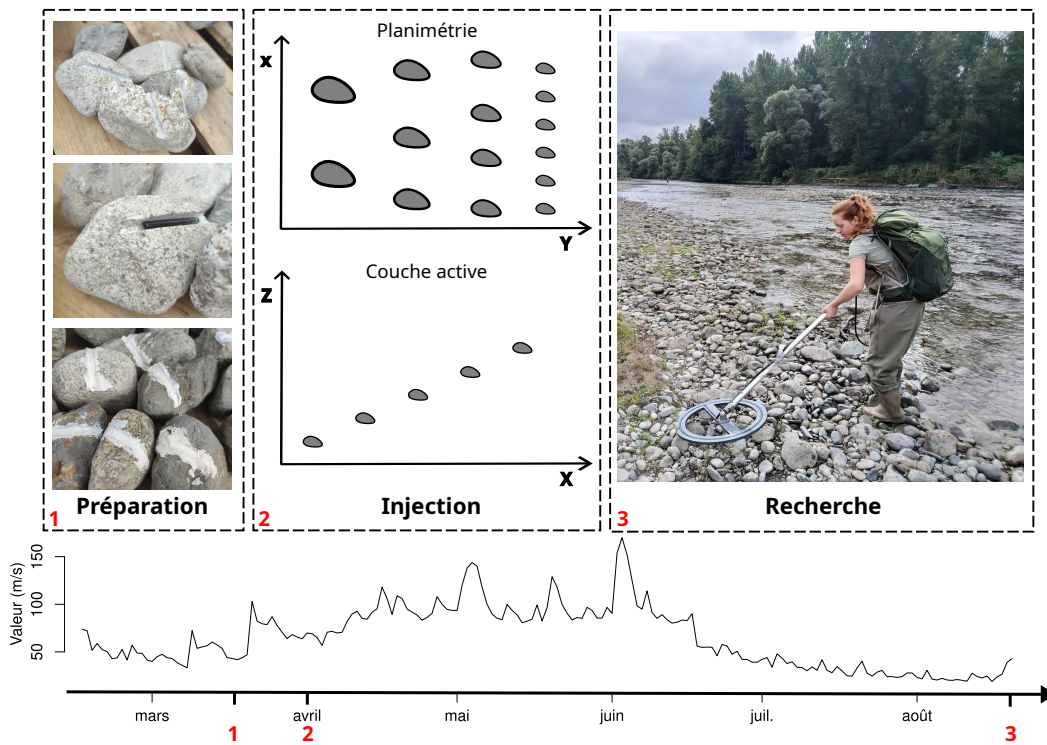 Planimétrie
x
Y
Couche active
Z
X
Préparation
1
Injection
2
Recherche
3
Valeur (m/s)
50
100
150
mars
avril
mai
juin
juil.
août
1
2
3